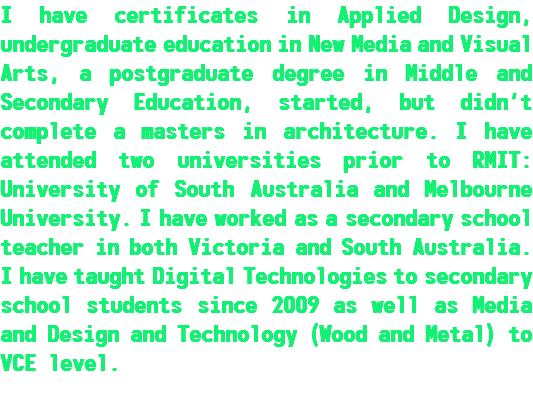 I have certificates in Applied Design,
undergraduate education in New Media and Visual
Arts, a postgraduate degree in Middle and
Secondary Education, started, but didn't
complete a masters in architecture. I have
attended two universities prior to RMIT:
University of South Australia and Melbourne
University. I have worked as a secondary school
teacher in both Victoria and South Australia.
I have taught Digital Technologies to secondary
school students since 2009 as well as Media
and Design and Technology (Wood and Metal) to
VCE level.